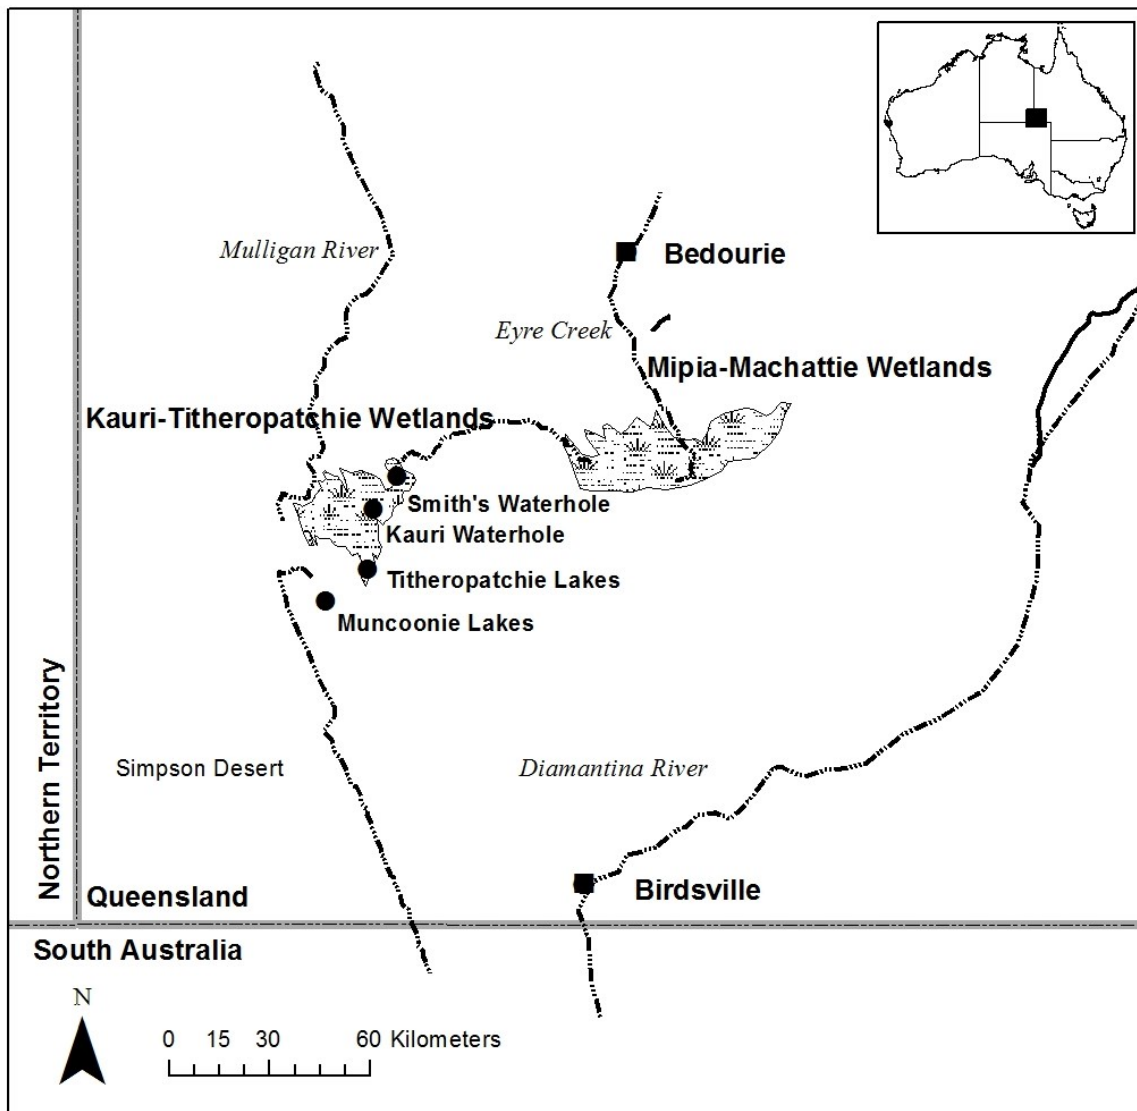 Mulligan River
Bedourie
Eyre Creek
Mipia-Machattie Wetlands
Kauri-Titheropatchie Wetlands
Smith's Waterhole
Kauri Waterhole
Titheropatchie Lakes
Muncoonie Lakes
Northern Territory
Simpson Desert
Diamantina River
Queensland
Birdsville
South Australia
N
0 15 30 60 Kilometers